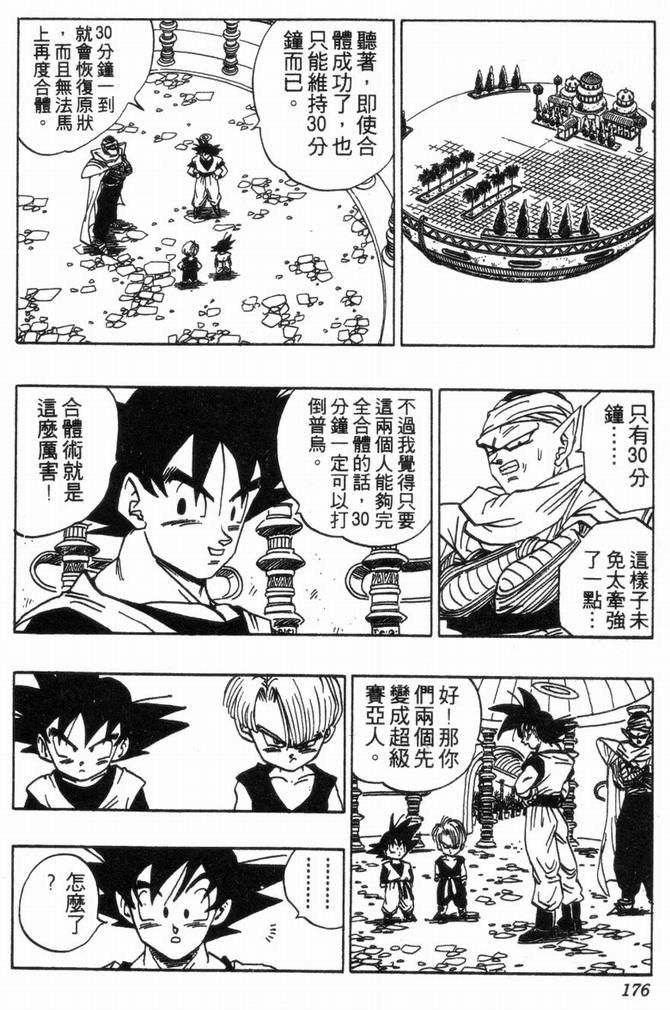 聽著，即使合
體成功了，也
只能維持30分
鐘而已。
30分鐘一到
就會恢復原狀
，而且無法馬
上再度合體。
只有30分
鐘……
這樣子未
免太牽強
了一點…
不過我覺得只要
這兩個人能夠完
全合體的話，30
分鐘一定可以打
倒普烏。
合體術就是
這麼厲害！
好！那你
們兩個先
變成超級
賽亞人。
………
怎麼了
？
176